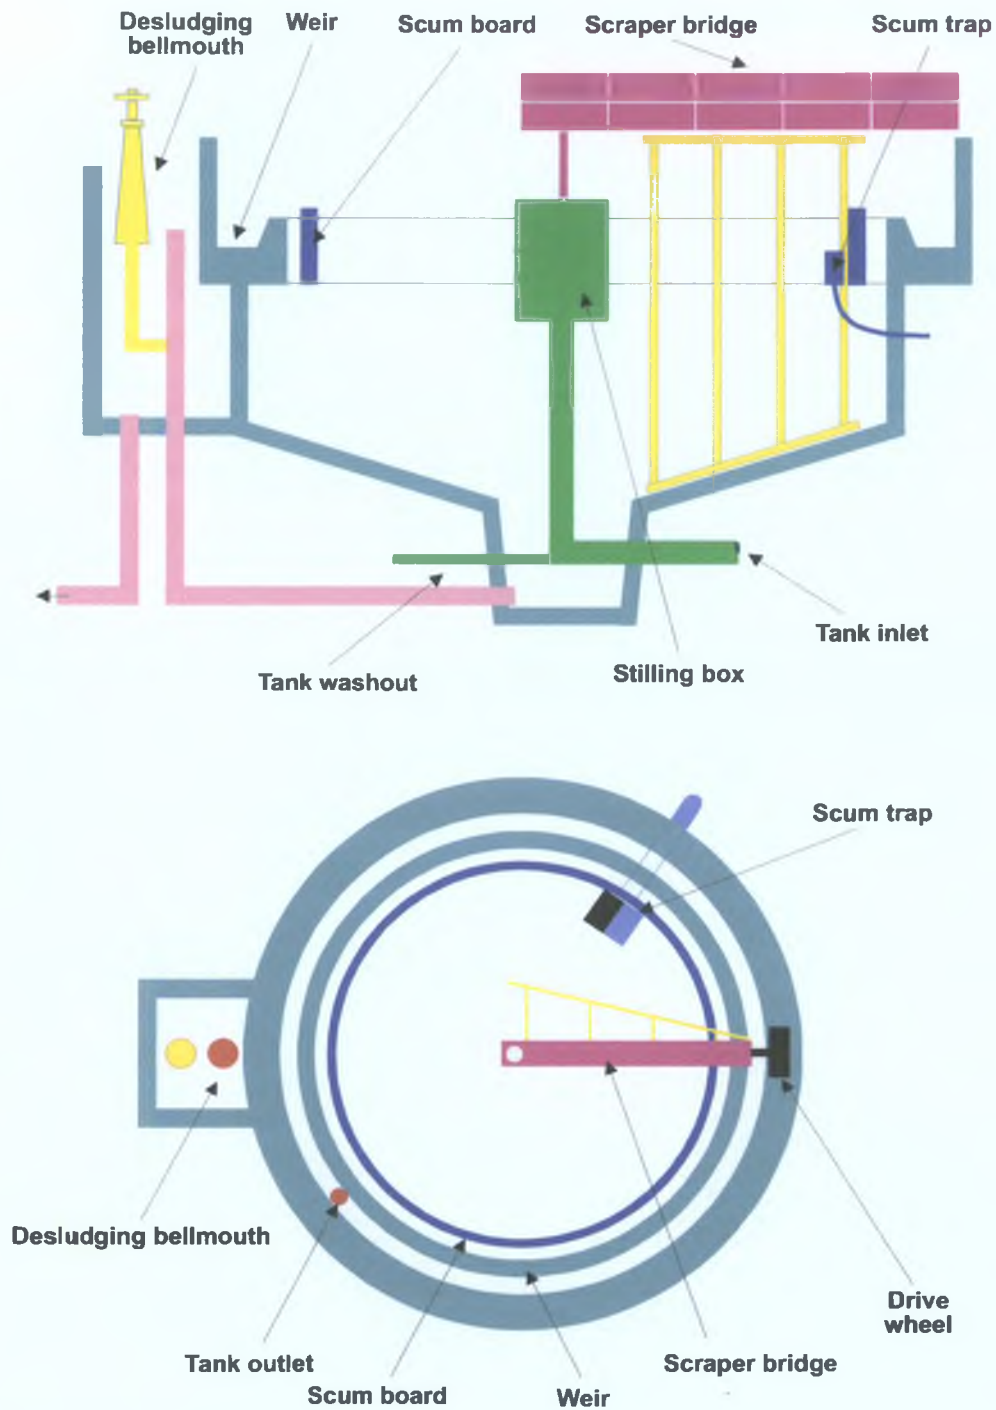 Desludging
bellmouth
Weir
Scum board
Scraper bridge
Scum trap
Tank inlet
Stilling box
Tank washout
Scum trap
Desludging bellmouth
Drive
wheel
Tank outlet
Scraper bridge
Scum board
Weir